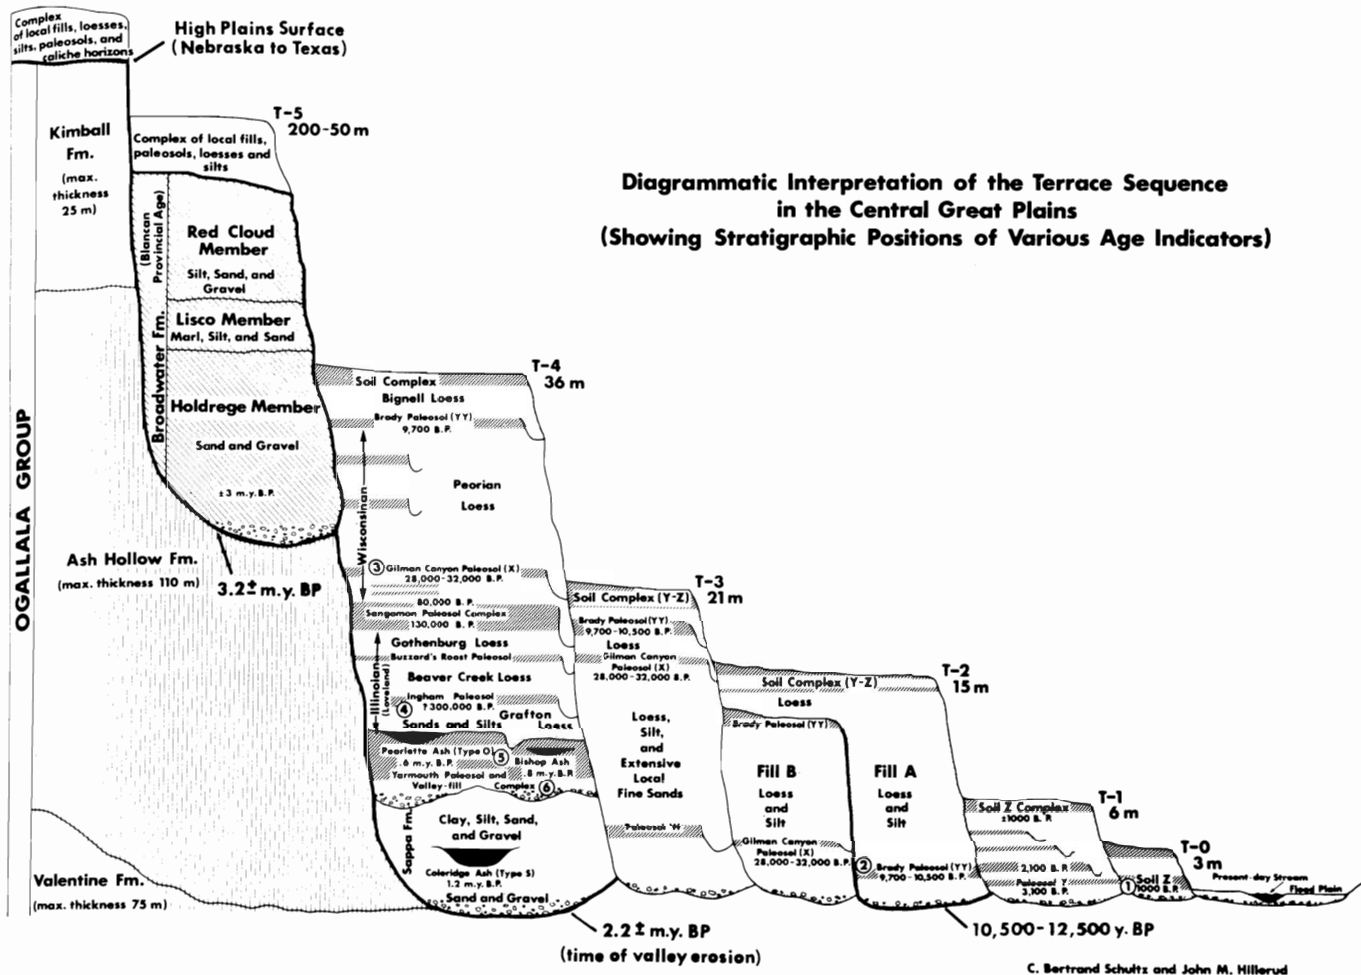 Complex
of local fills, loesses,
silts, paleosols, and
caliche horizons
High Plains Surface
(Nebraska to Texas)
Kimball
Fm.
(max.
thickness
25 m)
T-5
200-50 m
Complex of local fills,
paleosols, loesses and
silts
Diagrammatic Interpretation of the Terrace Sequence
in the Central Great Plains
(Showing Stratigraphic Positions of Various Age Indicators)
(Blancan
Provincial Age)
Broadwater Fm.
Red Cloud
Member
Silt, Sand, and
Gravel
Lisco Member
Marl, Silt, and Sand
Holdrege Member
Sand and Gravel
±3 m.y.B.P.
3.2± m.y. BP
OGALLALA GROUP
Ash Hollow Fm.
(max. thickness 110 m)
Valentine Fm.
(max. thickness 75 m)
T-4
36 m
Soil Complex
Bignell Loess
Brady Paleosol (YY)
9,700 B.P.
Wisconsinan
Peorian
Loess
3 Gilman Canyon Paleosol (X)
28,000-32,000 B.P.
80,000 B.P.
Sangamon Paleosol Complex
130,000 B.P.
Illinoian
(Loveland)
Gothenburg Loess
Buzzard's Roost Paleosol
Beaver Creek Loess
4 Ingham Paleosol
?300,000 B.P.
Sands and Silts
Grafton
Loess
Pearlette Ash (Type O) 5
.6 m.y. B.P.
Bishop Ash
.8 m.y.B.P.
Yarmouth Paleosol and
Valley-fill Complex 6
Sappa Fm.
Clay, Silt, Sand,
and Gravel
Coleridge Ash (Type S)
1.2 m.y.B.P.
Sand and Gravel
2.2± m.y. BP
(time of valley erosion)
T-3
21 m
Soil Complex (Y-Z)
Brady Paleosol (YY)
9,700-10,500 B.P.
Loess
Gilman Canyon
Paleosol (X)
28,000-32,000 B.P.
Loess,
Silt,
and
Extensive
Local
Fine Sands
Paleosol
T-2
15 m
Soil Complex (Y-Z)
Loess
Brady Paleosol (YY)
Fill B
Loess
and
Silt
Gilman Canyon
Paleosol (X)
28,000-32,000 B.P.
Fill A
Loess
and
Silt
2 Brady Paleosol (YY)
9,700-10,500 B.P.
10,500-12,500 y. BP
T-1
6 m
Soil Z Complex
±1000 B.P.
2,100 B.P.
Paleosol Y
3,100 B.P.
T-0
3 m
1 Soil Z
1000 B.P.
Present-day Stream
Flood Plain
C. Bertrand Schultz and John M. Hillerud